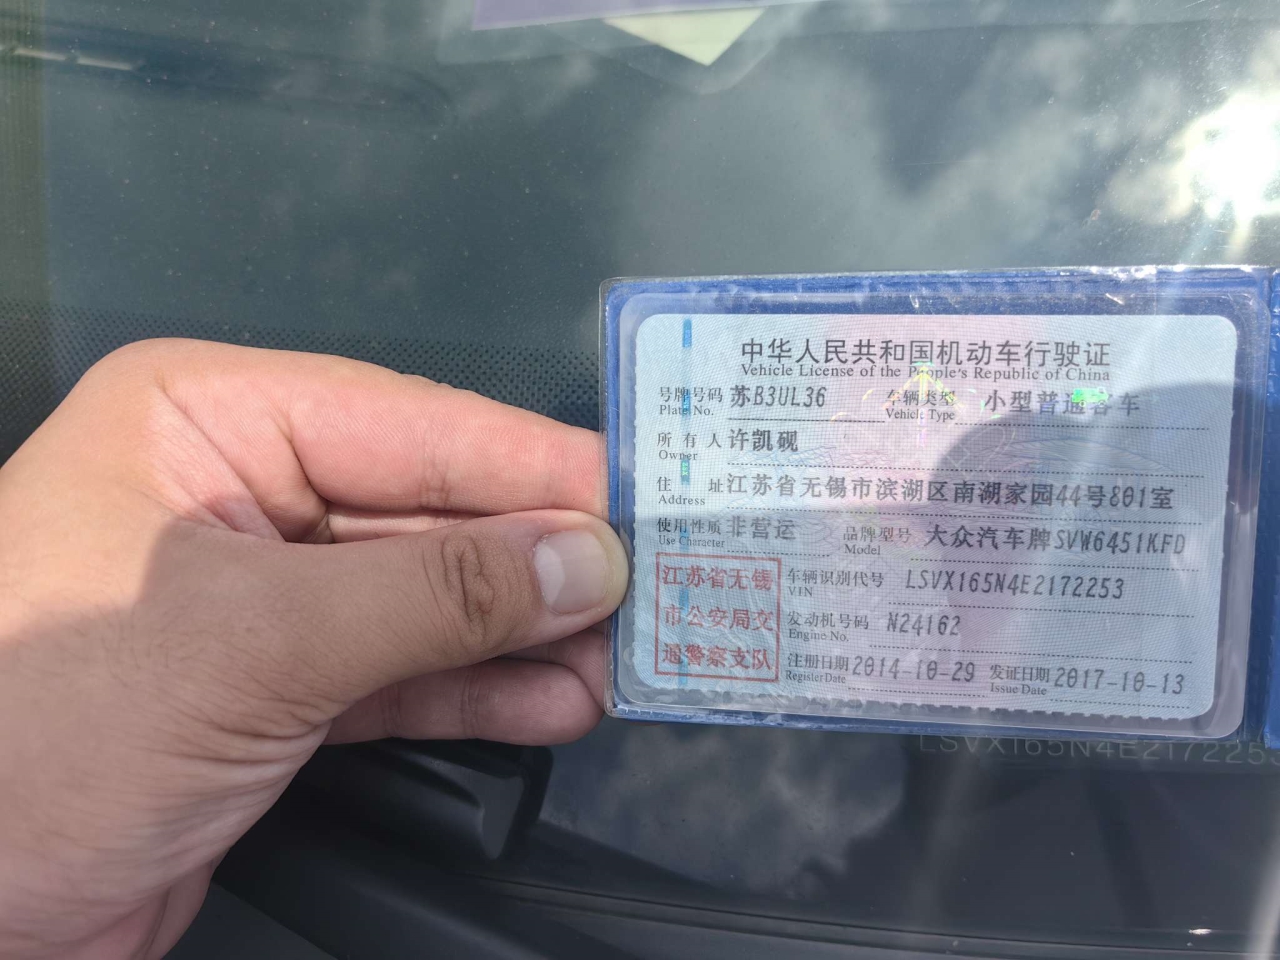 中华人民共和国机动车行驶证
Vehicle License of the People's Republic of China
号牌号码 苏B3UL36 车辆类型 小型普通客车
Plate No. Vehicle Type
所有人 许凯砚
Owner
住址 江苏省无锡市滨湖区南湖家园44号801室
Address
使用性质 非营运 品牌型号 大众汽车牌SVW6451KFD
Use Character Model
江苏省无锡
市公安局交
通警察支队
车辆识别代号 LSVX165N4E2172253
VIN
发动机号码 N24162
Engine No.
注册日期 2014-10-29 发证日期 2017-10-13
Register Date Issue Date
LSVX165N4E2172253